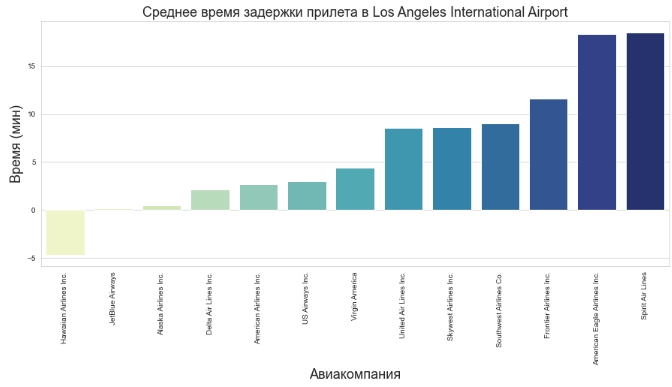 Среднее время задержки прилета в Los Angeles International Airport
Время (мин)
15
10
5
0
−5
Hawaiian Airlines Inc.
JetBlue Airways
Alaska Airlines Inc.
Delta Air Lines Inc.
American Airlines Inc.
US Airways Inc.
Virgin America
United Air Lines Inc.
Skywest Airlines Inc.
Southwest Airlines Co.
Frontier Airlines Inc.
American Eagle Airlines Inc.
Spirit Air Lines
Авиакомпания